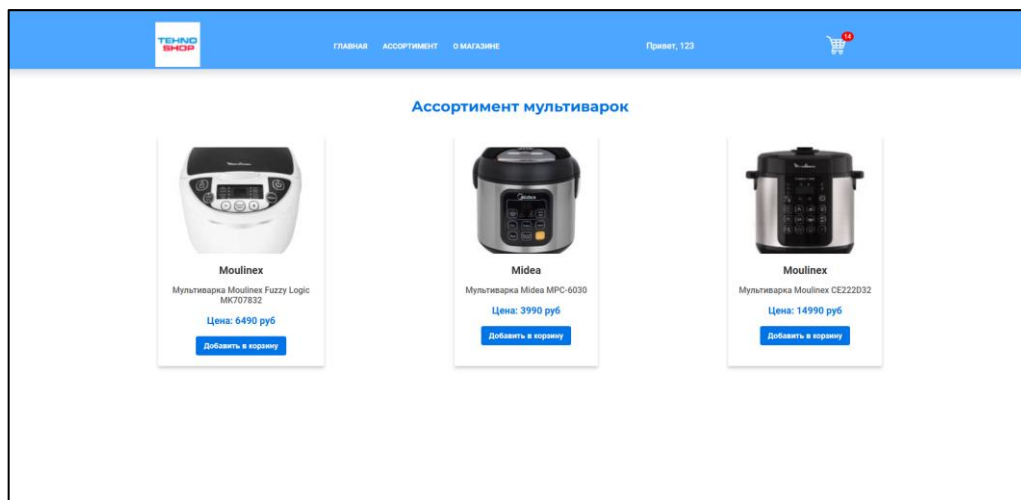 TEHNO
SHOP
ГЛАВНАЯ АССОРТИМЕНТ О МАГАЗИНЕ
Привет, 123
14
Ассортимент мультиварок
Midea
Moulinex
Мультиварка Moulinex Fuzzy Logic
MK707832
Цена: 6490 руб
Добавить в корзину
Midea
Мультиварка Midea MPC-6030
Цена: 3990 руб
Добавить в корзину
Moulinex
Мультиварка Moulinex CE222D32
Цена: 14990 руб
Добавить в корзину